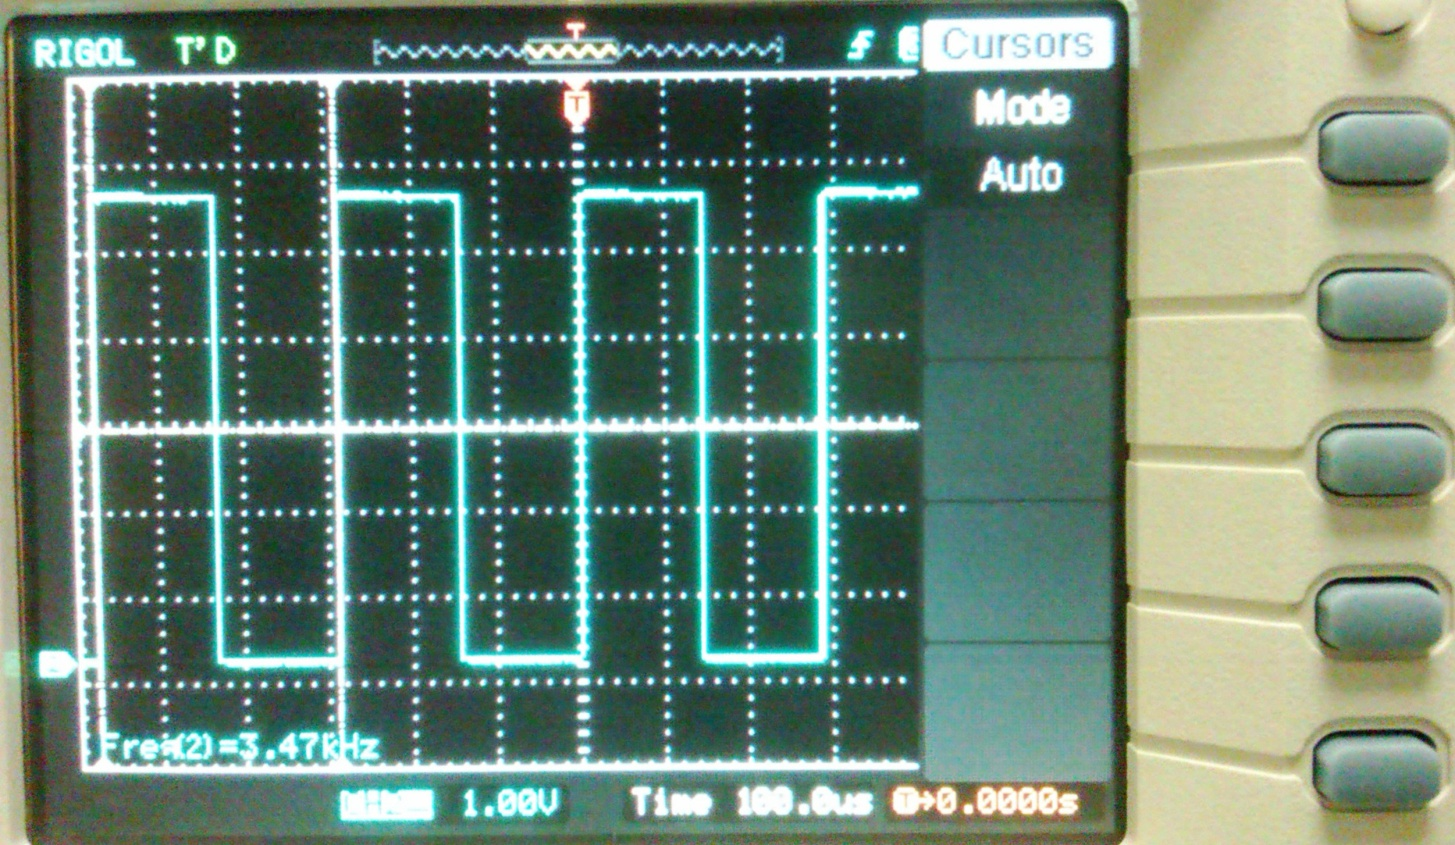 RIGOL T'D T Cursors
T
Mode
Auto
Freq(2)=3.47kHz
1.00V Time 100.0us T→0.0000s